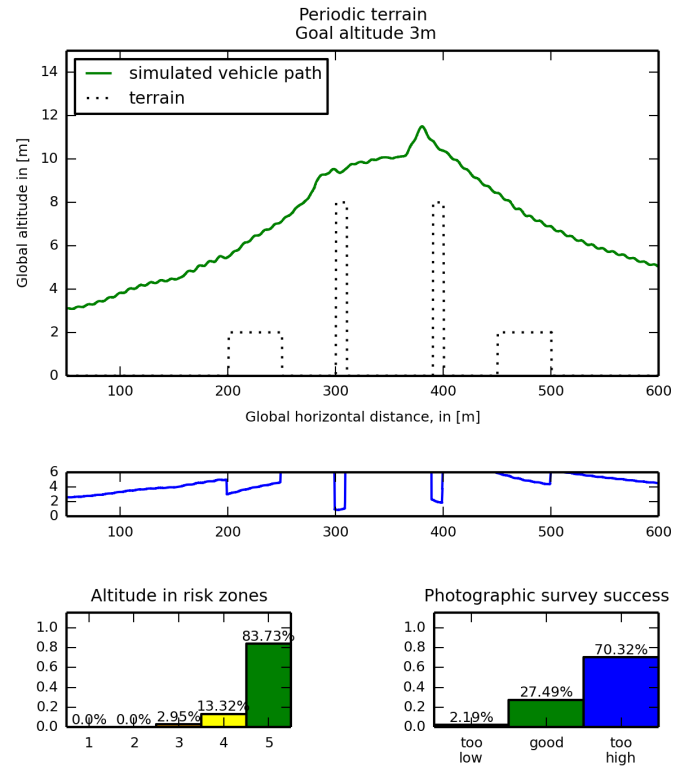 Periodic terrain
Goal altitude 3m
simulated vehicle path
terrain
Global altitude in [m]
14
12
10
8
6
4
2
0
100 200 300 400 500 600
Global horizontal distance, in [m]
6
4
2
0
100 200 300 400 500 600
Altitude in risk zones
1.0
0.8
0.6
0.4
0.2
0.0
0.0% 0.0% 2.95% 13.32% 83.73%
1 2 3 4 5
Photographic survey success
1.0
0.8
0.6
0.4
0.2
0.0
2.19% 27.49% 70.32%
too good too
low high